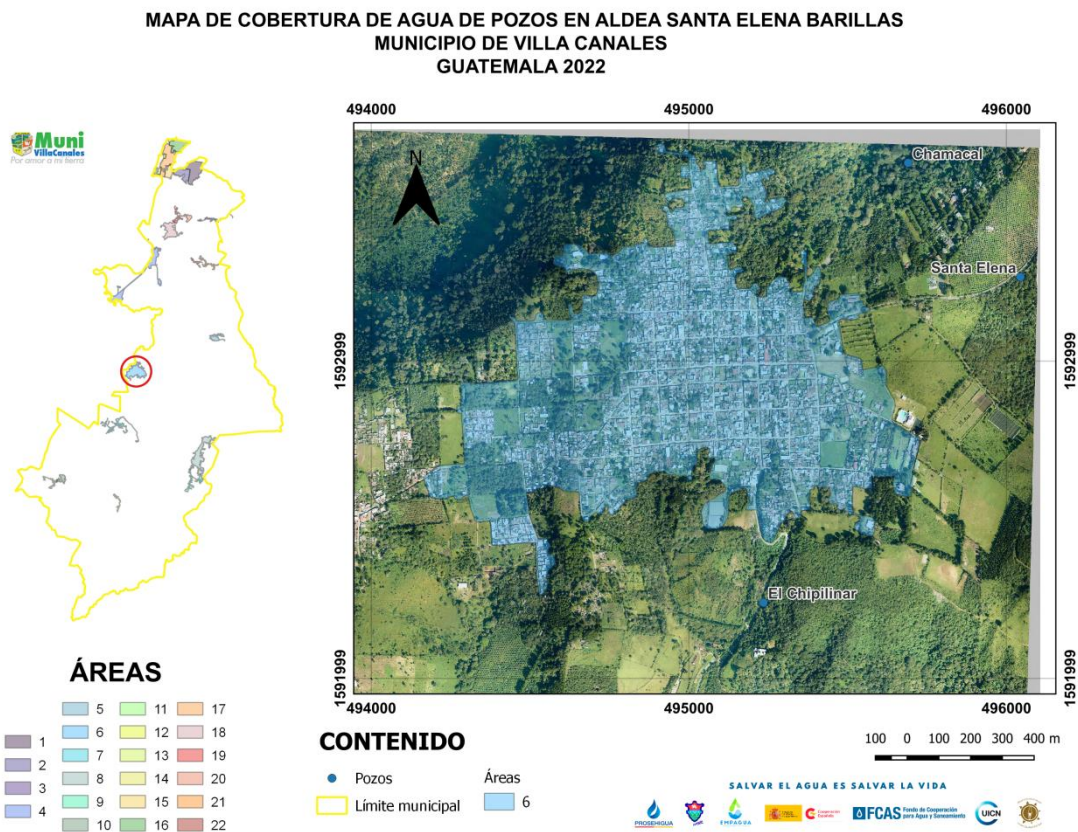 MAPA DE COBERTURA DE AGUA DE POZOS EN ALDEA SANTA ELENA BARILLAS
MUNICIPIO DE VILLA CANALES
GUATEMALA 2022
Muni
VillaCanales
Por amor a mi tierra
494000 495000 496000
N
Chamacal
Santa Elena
1592999 1592999
El Chipilinar
1591999 1591999
494000 495000 496000
ÁREAS
1
2
3
4
5
6
7
8
9
10
11
12
13
14
15
16
17
18
19
20
21
22
CONTENIDO
Pozos
Límite municipal
Áreas
6
100 0 100 200 300 400 m
SALVAR EL AGUA ES SALVAR LA VIDA
PROSEHIGUA
EMPAGUA
Cooperación
Española
FCAS
Fondo de Cooperación
para Agua y Saneamiento
UICN